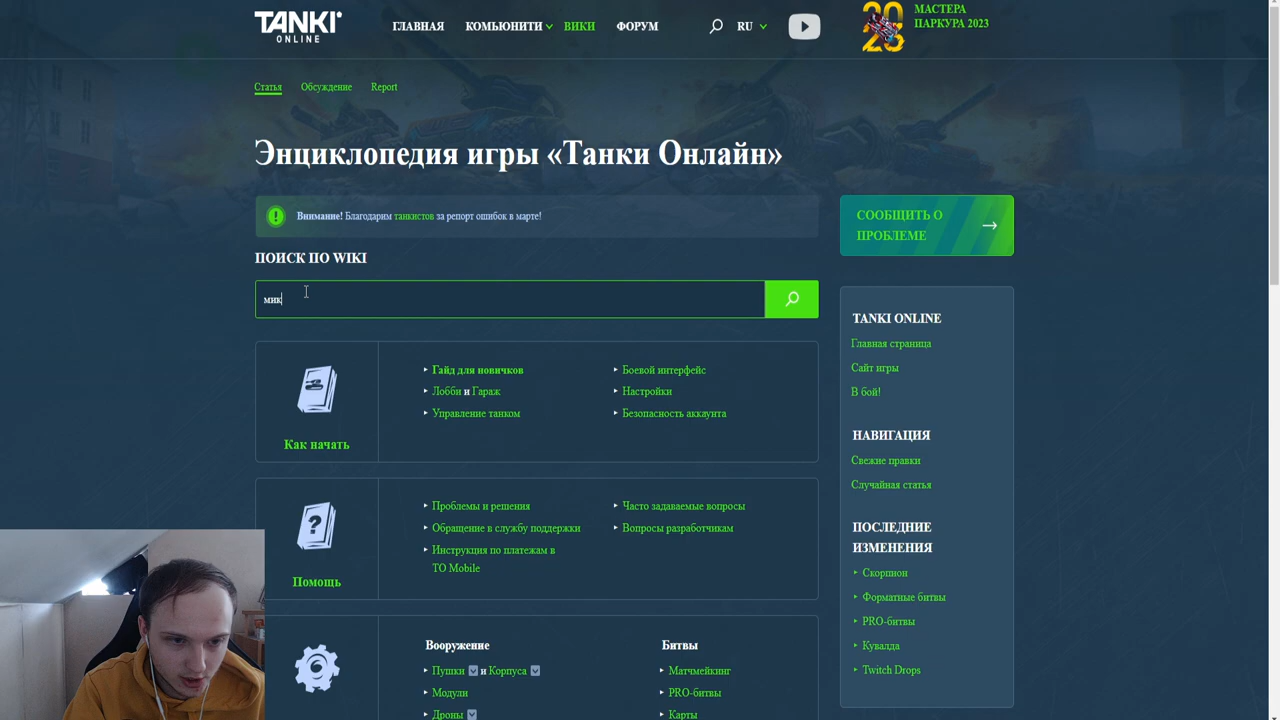 TANKI
ONLINE
ГЛАВНАЯ
КОМЬЮНИТИ
ВИКИ
ФОРУМ
RU
2023
МАСТЕРА
ПАРКУРА 2023
Статья
Обсуждение
Report
Энциклопедия игры «Танки Онлайн»
Внимание! Благодарим танкистов за репорт ошибок в марте!
СООБЩИТЬ О
ПРОБЛЕМЕ
ПОИСК ПО WIKI
мик
Как начать
Гайд для новичков
Лобби и Гараж
Управление танком
Боевой интерфейс
Настройки
Безопасность аккаунта
Помощь
Проблемы и решения
Обращение в службу поддержки
Инструкция по платежам в
TO Mobile
Часто задаваемые вопросы
Вопросы разработчикам
Вооружение
Пушки и Корпуса
Модули
Дроны
Битвы
Матчмейкинг
PRO-битвы
Карты
TANKI ONLINE
Главная страница
Сайт игры
В бой!
НАВИГАЦИЯ
Свежие правки
Случайная статья
ПОСЛЕДНИЕ
ИЗМЕНЕНИЯ
Скорпион
Форматные битвы
PRO-битвы
Кувалда
Twitch Drops